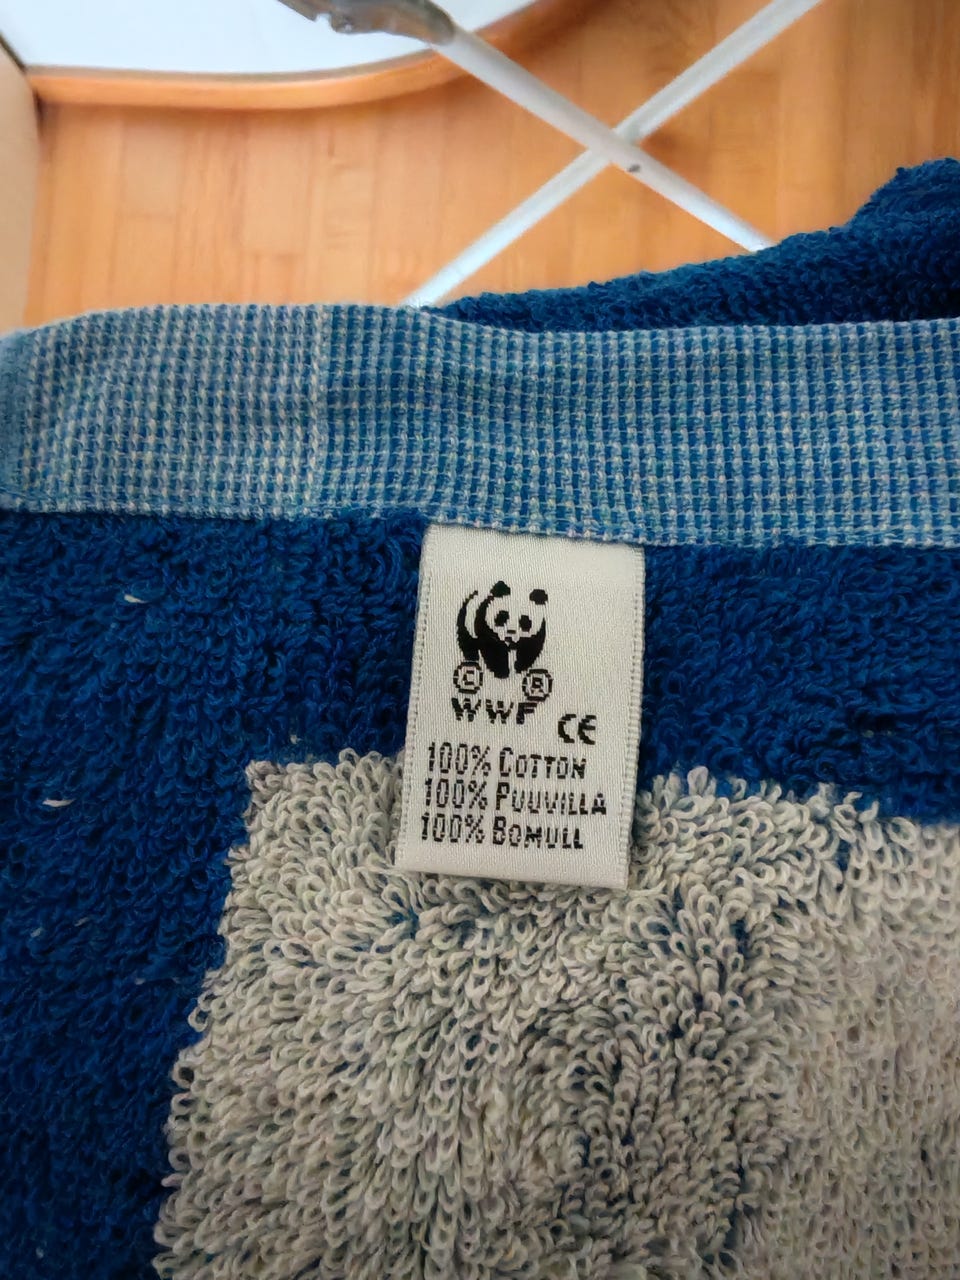 © ®
WWF CE
100% COTTON
100% PUUVILLA
100% BOMULL